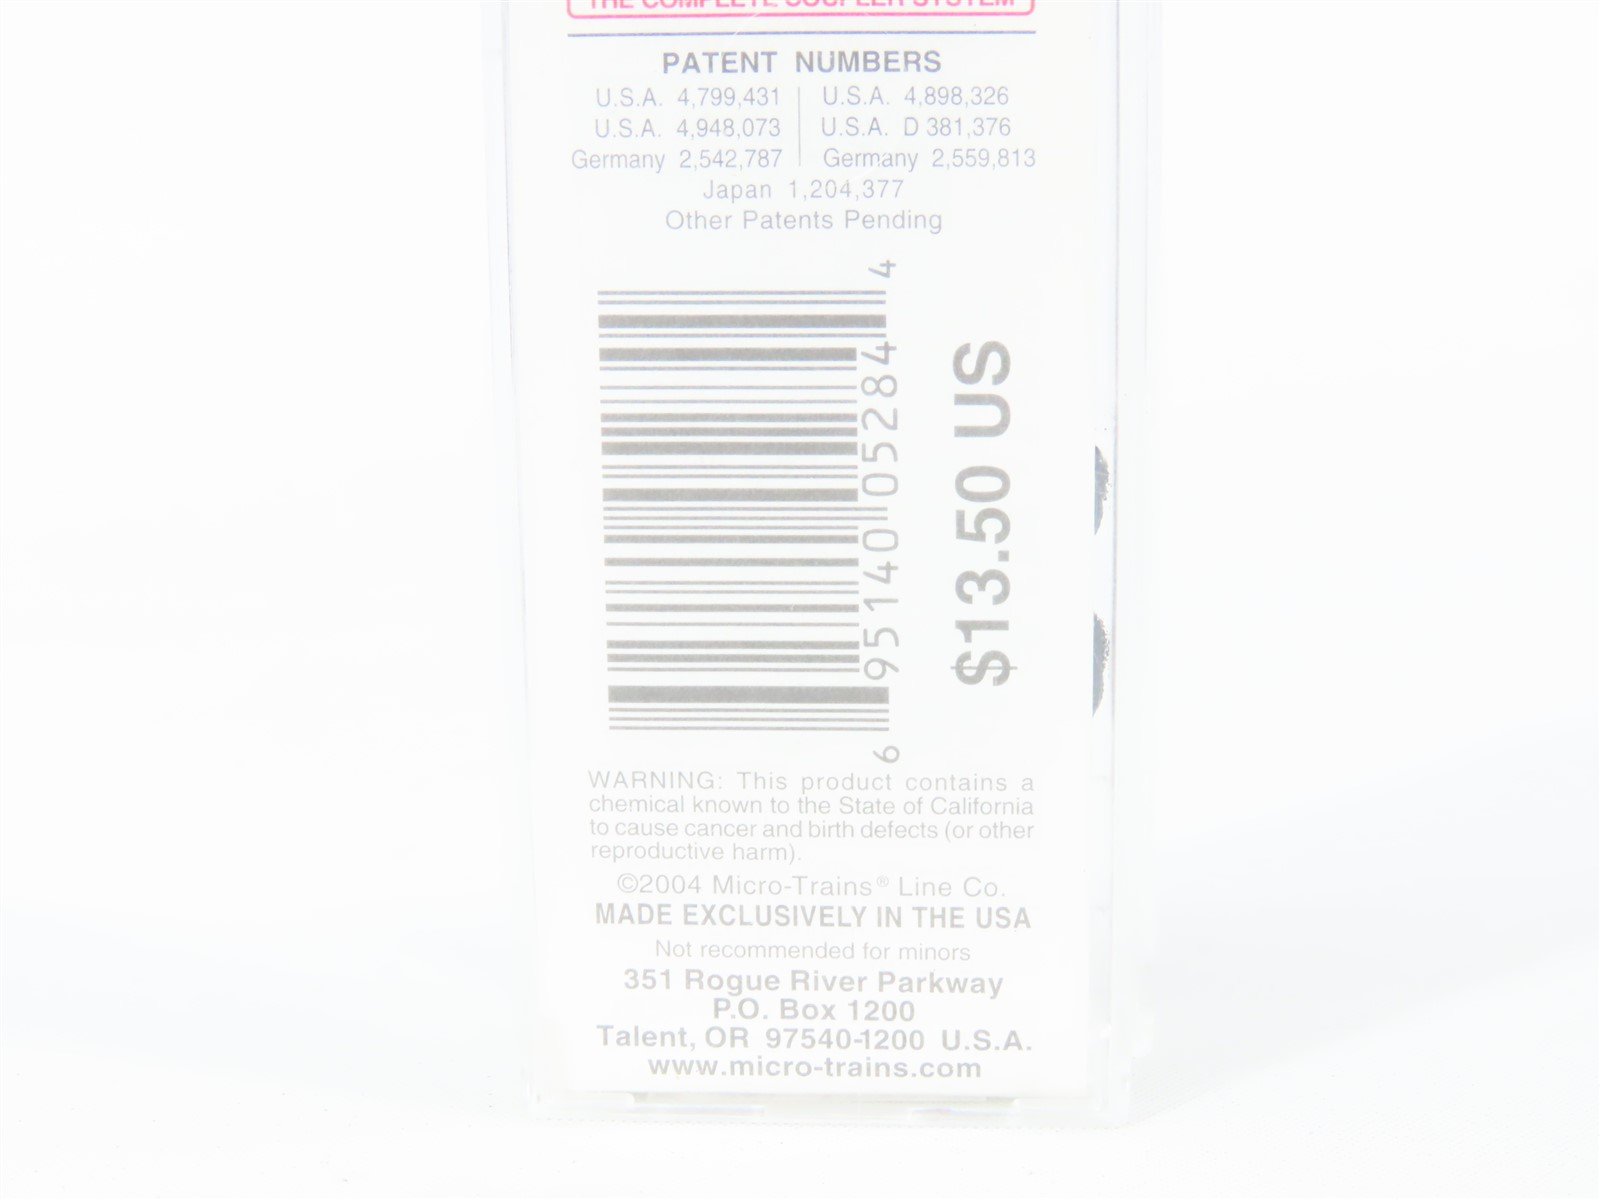 THE COMPLETE COUPLER SYSTEM
PATENT NUMBERS
U.S.A. 4,799,431 U.S.A. 4,898,326
U.S.A. 4,948,073 U.S.A. D 381,376
Germany 2,542,787 Germany 2,559,813
Japan 1,204,377
Other Patents Pending
6 95140 05284 4
$13.50 US
WARNING: This product contains a
chemical known to the State of California
to cause cancer and birth defects (or other
reproductive harm).
©2004 Micro-Trains® Line Co.
MADE EXCLUSIVELY IN THE USA
Not recommended for minors
351 Rogue River Parkway
P.O. Box 1200
Talent, OR 97540-1200 U.S.A.
www.micro-trains.com